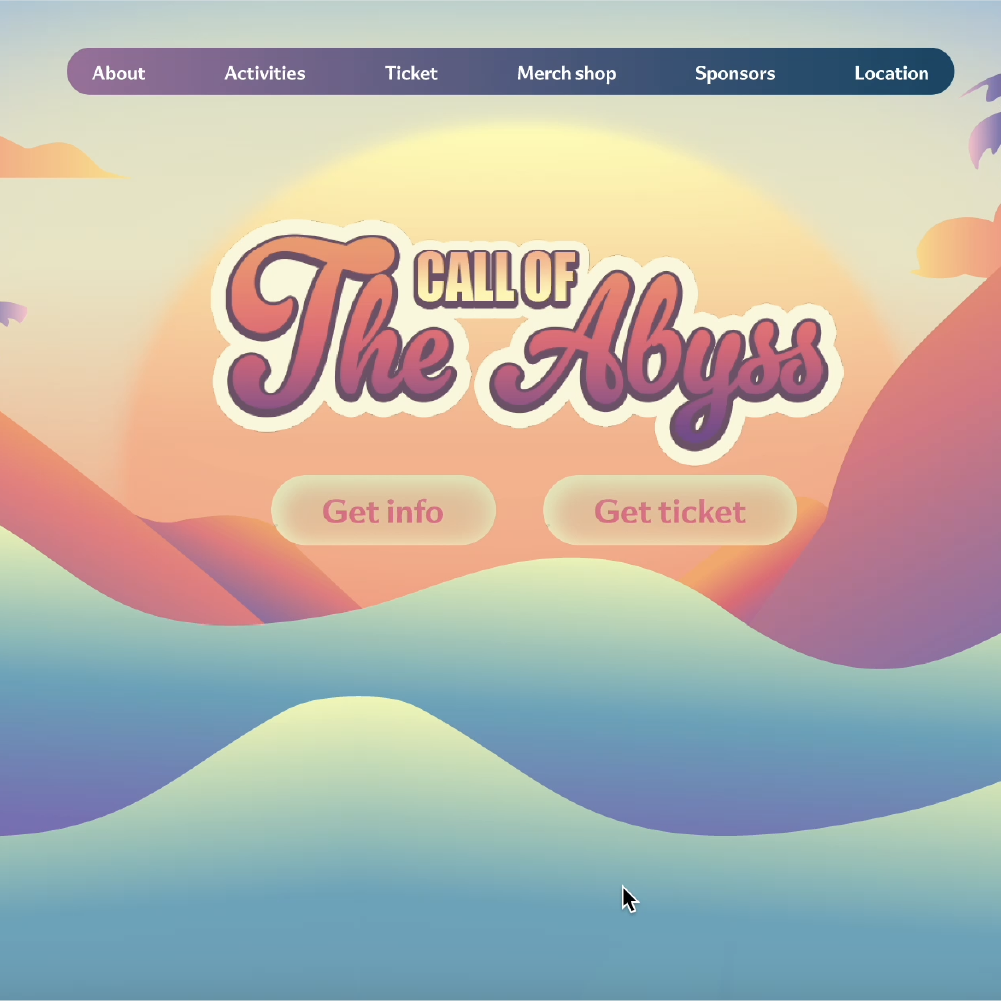 About Activities Ticket Merch shop Sponsors Location
CALL OF
The Abyss
Get info Get ticket